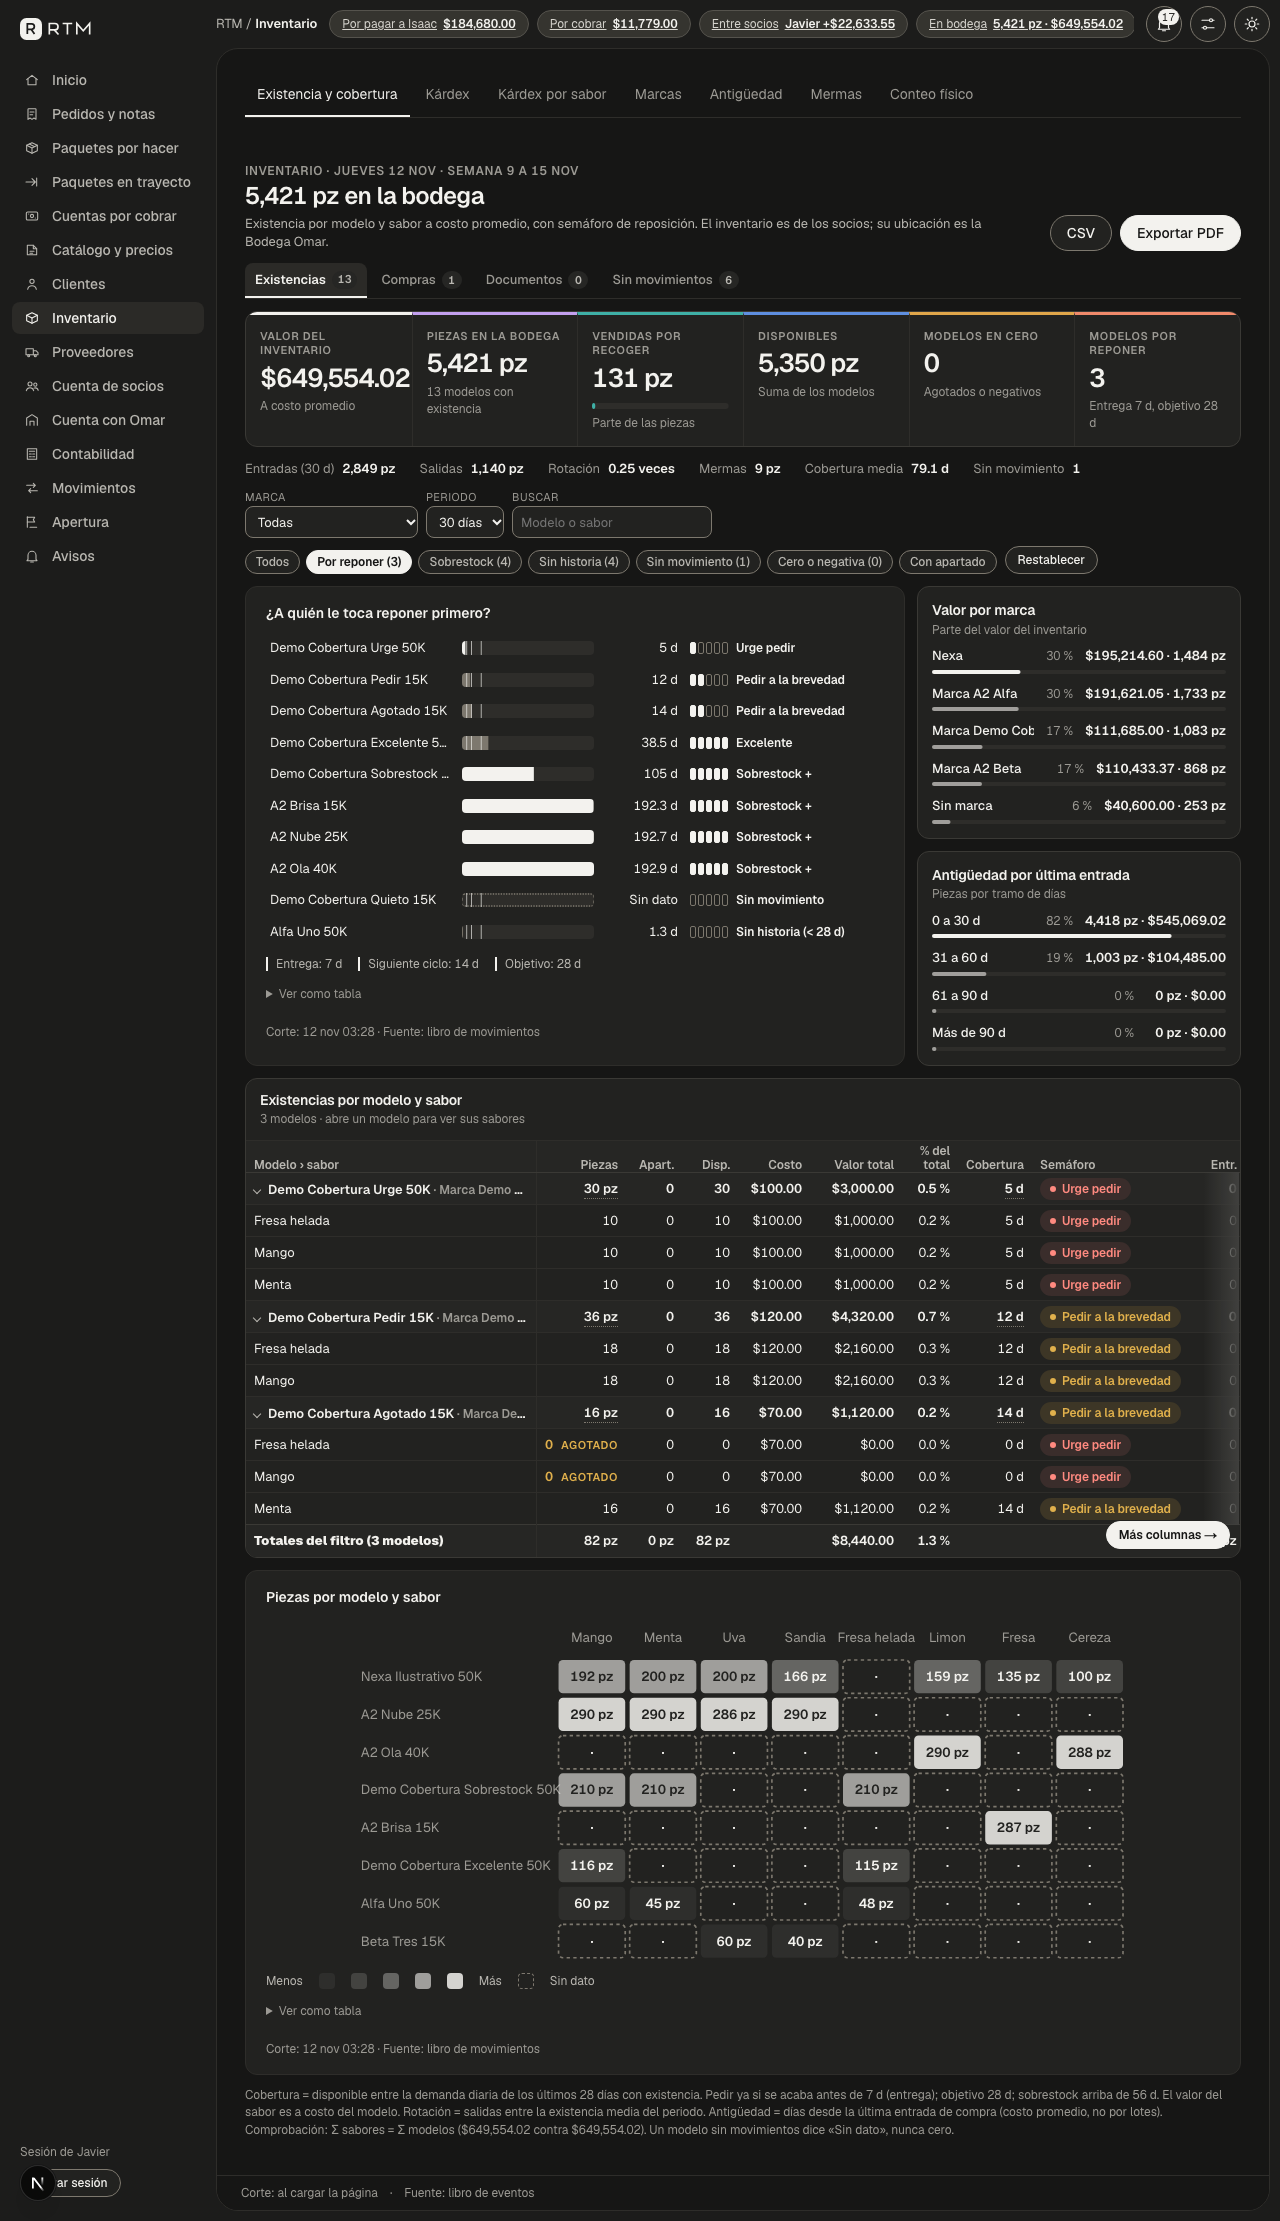 R RTM
RTM / Inventario
Por pagar a Isaac $184,680.00
Por cobrar $11,779.00
Entre socios Javier +$22,633.55
En bodega 5,421 pz · $649,554.02
17
Inicio
Pedidos y notas
Paquetes por hacer
Paquetes en trayecto
Cuentas por cobrar
Catálogo y precios
Clientes
Inventario
Proveedores
Cuenta de socios
Cuenta con Omar
Contabilidad
Movimientos
Apertura
Avisos
Existencia y cobertura Kárdex Kárdex por sabor Marcas Antigüedad Mermas Conteo físico
INVENTARIO · JUEVES 12 NOV · SEMANA 9 A 15 NOV
5,421 pz en la bodega
Existencia por modelo y sabor a costo promedio, con semáforo de reposición. El inventario es de los socios; su ubicación es la
Bodega Omar.
CSV Exportar PDF
Existencias 13 Compras 1 Documentos 0 Sin movimientos 6
VALOR DEL
INVENTARIO
$649,554.02
A costo promedio
PIEZAS EN LA BODEGA
5,421 pz
13 modelos con
existencia
VENDIDAS POR
RECOGER
131 pz
Parte de las piezas
DISPONIBLES
5,350 pz
Suma de los modelos
MODELOS EN CERO
0
Agotados o negativos
MODELOS POR
REPONER
3
Entrega 7 d, objetivo 28
d
Entradas (30 d) 2,849 pz Salidas 1,140 pz Rotación 0.25 veces Mermas 9 pz Cobertura media 79.1 d Sin movimiento 1
MARCA PERIODO BUSCAR
Todas 30 días Modelo o sabor
Todos Por reponer (3) Sobrestock (4) Sin historia (4) Sin movimiento (1) Cero o negativa (0) Con apartado Restablecer
¿A quién le toca reponer primero?
Demo Cobertura Urge 50K 5 d Urge pedir
Demo Cobertura Pedir 15K 12 d Pedir a la brevedad
Demo Cobertura Agotado 15K 14 d Pedir a la brevedad
Demo Cobertura Excelente 5... 38.5 d Excelente
Demo Cobertura Sobrestock ... 105 d Sobrestock +
A2 Brisa 15K 192.3 d Sobrestock +
A2 Nube 25K 192.7 d Sobrestock +
A2 Ola 40K 192.9 d Sobrestock +
Demo Cobertura Quieto 15K Sin dato Sin movimiento
Alfa Uno 50K 1.3 d Sin historia (< 28 d)
Entrega: 7 d Siguiente ciclo: 14 d Objetivo: 28 d
▶ Ver como tabla
Corte: 12 nov 03:28 · Fuente: libro de movimientos
Valor por marca
Parte del valor del inventario
Nexa 30 % $195,214.60 · 1,484 pz
Marca A2 Alfa 30 % $191,621.05 · 1,733 pz
Marca Demo Cob 17 % $111,685.00 · 1,083 pz
Marca A2 Beta 17 % $110,433.37 · 868 pz
Sin marca 6 % $40,600.00 · 253 pz
Antigüedad por última entrada
Piezas por tramo de días
0 a 30 d 82 % 4,418 pz · $545,069.02
31 a 60 d 19 % 1,003 pz · $104,485.00
61 a 90 d 0 % 0 pz · $0.00
Más de 90 d 0 % 0 pz · $0.00
Existencias por modelo y sabor
3 modelos · abre un modelo para ver sus sabores
Modelo › sabor Piezas Apart. Disp. Costo Valor total % del total Cobertura Semáforo Entr.
Demo Cobertura Urge 50K · Marca Demo ... 30 pz 0 30 $100.00 $3,000.00 0.5 % 5 d Urge pedir 0
Fresa helada 10 0 10 $100.00 $1,000.00 0.2 % 5 d Urge pedir 0
Mango 10 0 10 $100.00 $1,000.00 0.2 % 5 d Urge pedir 0
Menta 10 0 10 $100.00 $1,000.00 0.2 % 5 d Urge pedir 0
Demo Cobertura Pedir 15K · Marca Demo ... 36 pz 0 36 $120.00 $4,320.00 0.7 % 12 d Pedir a la brevedad 0
Fresa helada 18 0 18 $120.00 $2,160.00 0.3 % 12 d Pedir a la brevedad 0
Mango 18 0 18 $120.00 $2,160.00 0.3 % 12 d Pedir a la brevedad 0
Demo Cobertura Agotado 15K · Marca De... 16 pz 0 16 $70.00 $1,120.00 0.2 % 14 d Pedir a la brevedad 0
Fresa helada 0 AGOTADO 0 0 $70.00 $0.00 0.0 % 0 d Urge pedir 0
Mango 0 AGOTADO 0 0 $70.00 $0.00 0.0 % 0 d Urge pedir 0
Menta 16 0 16 $70.00 $1,120.00 0.2 % 14 d Pedir a la brevedad 0
Totales del filtro (3 modelos) 82 pz 0 pz 82 pz $8,440.00 1.3 % pz
Más columnas →
Piezas por modelo y sabor
Mango Menta Uva Sandia Fresa helada Limon Fresa Cereza
Nexa Ilustrativo 50K 192 pz 200 pz 200 pz 166 pz · 159 pz 135 pz 100 pz
A2 Nube 25K 290 pz 290 pz 286 pz 290 pz · · · ·
A2 Ola 40K · · · · · 290 pz · 288 pz
Demo Cobertura Sobrestock 50K 210 pz 210 pz · · 210 pz · · ·
A2 Brisa 15K · · · · · · 287 pz ·
Demo Cobertura Excelente 50K 116 pz · · · 115 pz · · ·
Alfa Uno 50K 60 pz 45 pz · · 48 pz · · ·
Beta Tres 15K · · 60 pz 40 pz · · · ·
Menos Más Sin dato
▶ Ver como tabla
Corte: 12 nov 03:28 · Fuente: libro de movimientos
Cobertura = disponible entre la demanda diaria de los últimos 28 días con existencia. Pedir ya si se acaba antes de 7 d (entrega); objetivo 28 d; sobrestock arriba de 56 d. El valor del
sabor es a costo del modelo. Rotación = salidas entre la existencia media del periodo. Antigüedad = días desde la última entrada de compra (costo promedio, no por lotes).
Comprobación: Σ sabores = Σ modelos ($649,554.02 contra $649,554.02). Un modelo sin movimientos dice «Sin dato», nunca cero.
Sesión de Javier
N ar sesión
Corte: al cargar la página · Fuente: libro de eventos